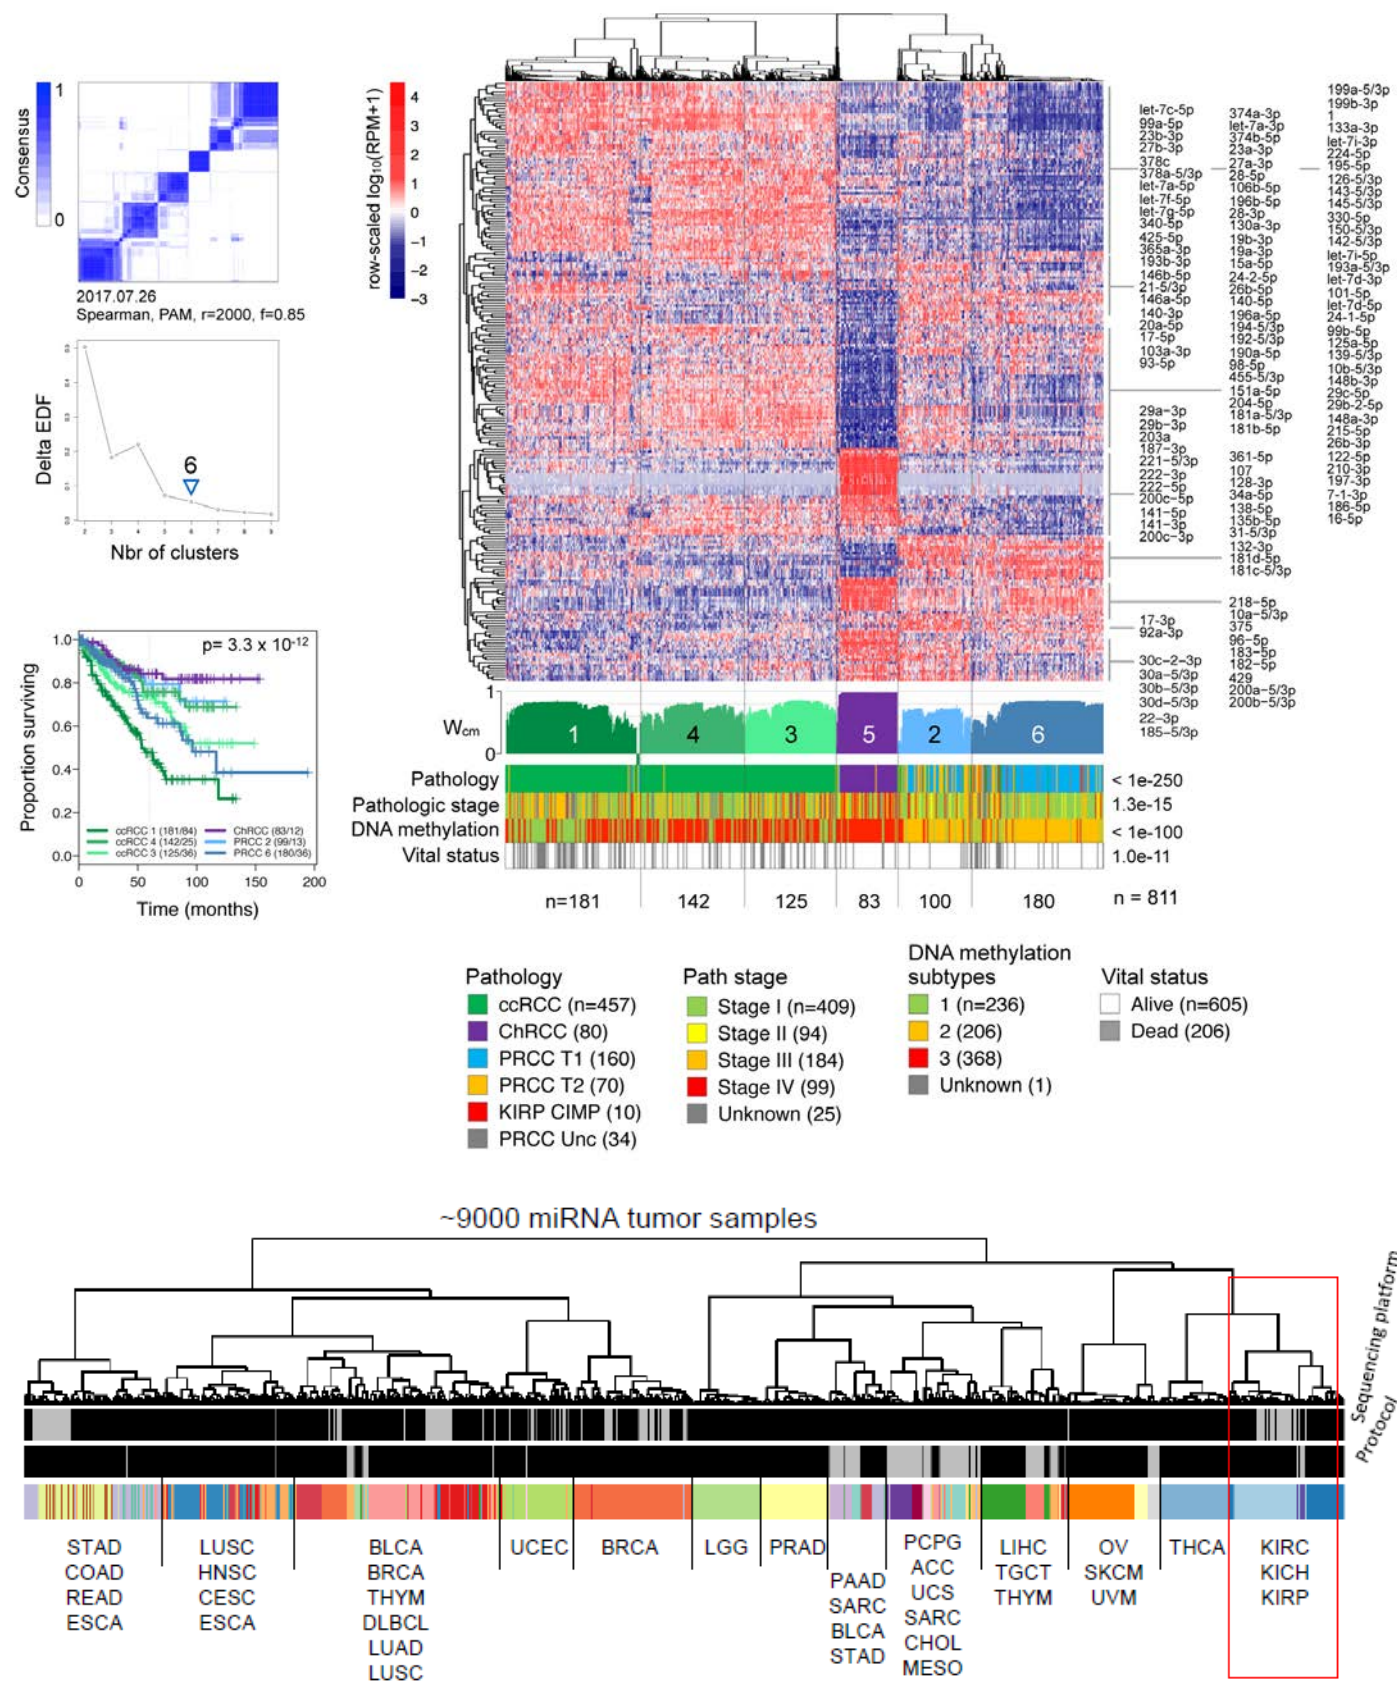 Consensus
1
0
2017.07.26
Spearman, PAM, r=2000, f=0.85
Delta EDF
6
2 3 4 5 6 7 8 9
Nbr of clusters
p= 3.3 x 10-12
Proportion surviving
1.0
0.8
0.6
0.4
0.2
0.0
ccRCC 1 (181/84)
ccRCC 4 (142/25)
ccRCC 3 (125/36)
ChRCC (83/12)
PRCC 2 (99/13)
PRCC 6 (180/36)
0 50 100 150 200
Time (months)
row-scaled log10(RPM+1)
4
3
2
1
0
−1
−2
−3
let-7c-5p
99a-5p
23b-3p
27b-3p
378c
378a-5/3p
let-7a-5p
let-7f-5p
let-7g-5p
340-5p
425-5p
365a-3p
193b-3p
146b-5p
21-5/3p
146a-5p
140-3p
20a-5p
17-5p
103a-3p
93-5p
29a−3p
29b−3p
203a
187-3p
221-5/3p
222-3p
222-5p
200c-5p
141−5p
141−3p
200c−3p
17-3p
92a-3p
30c−2−3p
30a−5/3p
30b−5/3p
30d−5/3p
22−3p
185−5/3p
374a-3p
let-7a-3p
374b-5p
23a-3p
27a-3p
28-5p
106b-5p
196b-5p
28-3p
130a-3p
19b-3p
19a-3p
15a-5p
24-2-5p
26b-5p
140-5p
196a-5p
194-5/3p
192-5/3p
190a-5p
98-5p
455-5/3p
151a-5p
204-5p
181a-5/3p
181b-5p
361-5p
107
128-3p
34a-5p
138-5p
135b-5p
31-5/3p
132-3p
181d-5p
181c-5/3p
218−5p
10a−5/3p
375
96−5p
183−5p
182−5p
429
200a−5/3p
200b−5/3p
199a-5/3p
199b-3p
1
133a-3p
let-7i-3p
224-5p
195-5p
126-5/3p
143-5/3p
145-5/3p
330-5p
150-5/3p
142-5/3p
let-7i-5p
193a-5/3p
let-7d-3p
101-5p
let-7d-5p
24-1-5p
99b-5p
125a-5p
139-5/3p
10b-5/3p
148b-3p
29c-5p
29b-2-5p
148a-3p
215-5p
26b-3p
122-5p
210-3p
197-3p
7-1-3p
186-5p
16-5p
Wcm
1
0
1 4 3 5 2 6
Pathology < 1e-250
Pathologic stage 1.3e-15
DNA methylation < 1e-100
Vital status 1.0e-11
n=181 142 125 83 100 180 n = 811
Pathology
ccRCC (n=457)
ChRCC (80)
PRCC T1 (160)
PRCC T2 (70)
KIRP CIMP (10)
PRCC Unc (34)
Path stage
Stage I (n=409)
Stage II (94)
Stage III (184)
Stage IV (99)
Unknown (25)
DNA methylation
subtypes
1 (n=236)
2 (206)
3 (368)
Unknown (1)
Vital status
Alive (n=605)
Dead (206)
~9000 miRNA tumor samples
Sequencing platform
Protocol
STAD
COAD
READ
ESCA
LUSC
HNSC
CESC
ESCA
BLCA
BRCA
THYM
DLBCL
LUAD
LUSC
UCEC
BRCA
LGG
PRAD
PAAD
SARC
BLCA
STAD
PCPG
ACC
UCS
SARC
CHOL
MESO
LIHC
TGCT
THYM
OV
SKCM
UVM
THCA
KIRC
KICH
KIRP